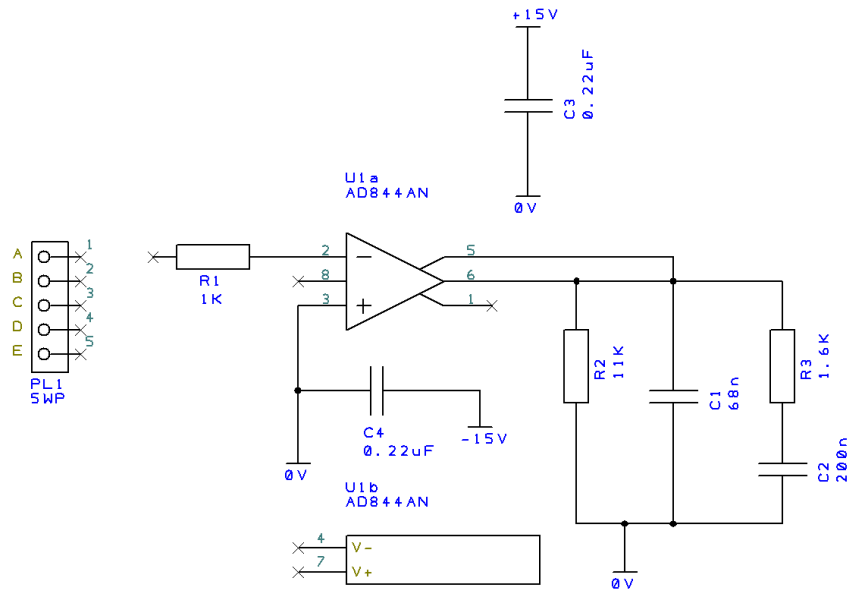 +15V
C3
0.22uF
0V
U1a
AD844AN
A 1
B 2
C 3
D 4
E 5
PL1
5WP
R1
1K
2
8
3
5
6
1
R2
11K
C1
68n
R3
1.6K
C2
200n
C4
0.22uF
-15V
0V
U1b
AD844AN
4 V-
7 V+
0V